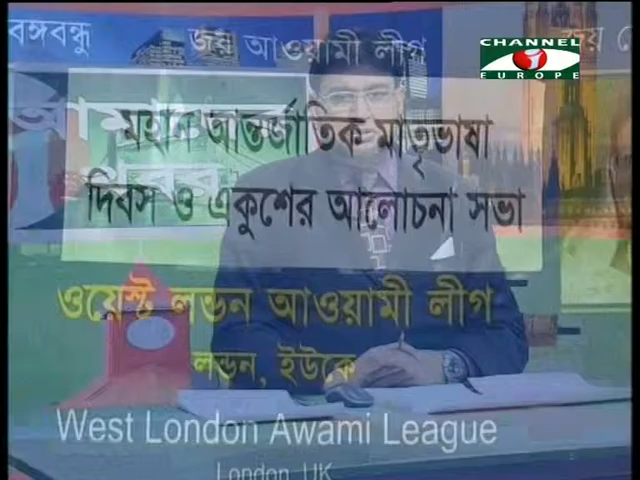 বঙ্গবন্ধু
জয় আওয়ামী লীগ
জয়
CHANNEL
i
EUROPE
মহান আন্তর্জাতিক মাতৃভাষা
দিবস ও একুশের আলোচনা সভা
ওয়েস্ট লন্ডন আওয়ামী লীগ
লন্ডন, ইউকে
West London Awami League
London, UK